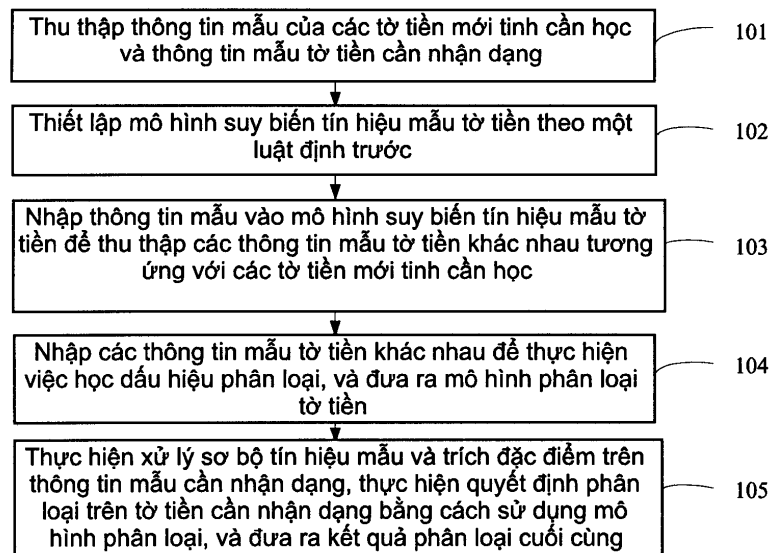 Thu thập thông tin mẫu của các tờ tiền mới tinh cần học
và thông tin mẫu tờ tiền cần nhận dạng
101
Thiết lập mô hình suy biến tín hiệu mẫu tờ tiền theo một
luật định trước
102
Nhập thông tin mẫu vào mô hình suy biến tín hiệu mẫu tờ
tiền để thu thập các thông tin mẫu tờ tiền khác nhau tương
ứng với các tờ tiền mới tinh cần học
103
Nhập các thông tin mẫu tờ tiền khác nhau để thực hiện
việc học dấu hiệu phân loại, và đưa ra mô hình phân loại
tờ tiền
104
Thực hiện xử lý sơ bộ tín hiệu mẫu và trích đặc điểm trên
thông tin mẫu cần nhận dạng, thực hiện quyết định phân
loại trên tờ tiền cần nhận dạng bằng cách sử dụng mô
hình phân loại, và đưa ra kết quả phân loại cuối cùng
105